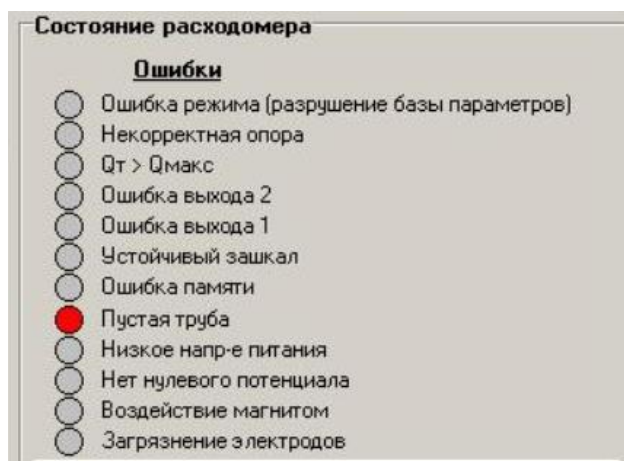 Состояние расходомера
Ошибки
Ошибка режима (разрушение базы параметров)
Некорректная опора
Qт > Qмакс
Ошибка выхода 2
Ошибка выхода 1
Устойчивый зашкал
Ошибка памяти
Пустая труба
Низкое напр-е питания
Нет нулевого потенциала
Воздействие магнитом
Загрязнение электродов